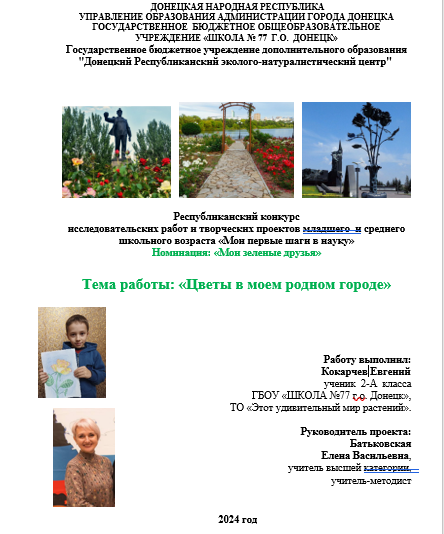 ДОНЕЦКАЯ НАРОДНАЯ РЕСПУБЛИКА
УПРАВЛЕНИЕ ОБРАЗОВАНИЯ АДМИНИСТРАЦИИ ГОРОДА ДОНЕЦКА
ГОСУДАРСТВЕННОЕ БЮДЖЕТНОЕ ОБЩЕОБРАЗОВАТЕЛЬНОЕ
УЧРЕЖДЕНИЕ «ШКОЛА № 77 Г.О. ДОНЕЦК»
Государственное бюджетное учреждение дополнительного образования
"Донецкий Республиканский эколого-натуралистический центр"
Республиканский конкурс
исследовательских работ и творческих проектов младшего и среднего
школьного возраста «Мои первые шаги в науку»
Номинация: «Мои зеленые друзья»
Тема работы: «Цветы в моем родном городе»
Работу выполнил:
Кокарчев Евгений
ученик 2-А класса
ГБОУ «ШКОЛА №77 г.о. Донецк»,
ТО «Этот удивительный мир растений».
Руководитель проекта:
Батьковская
Елена Васильевна,
учитель высшей категории,
учитель-методист
2024 год